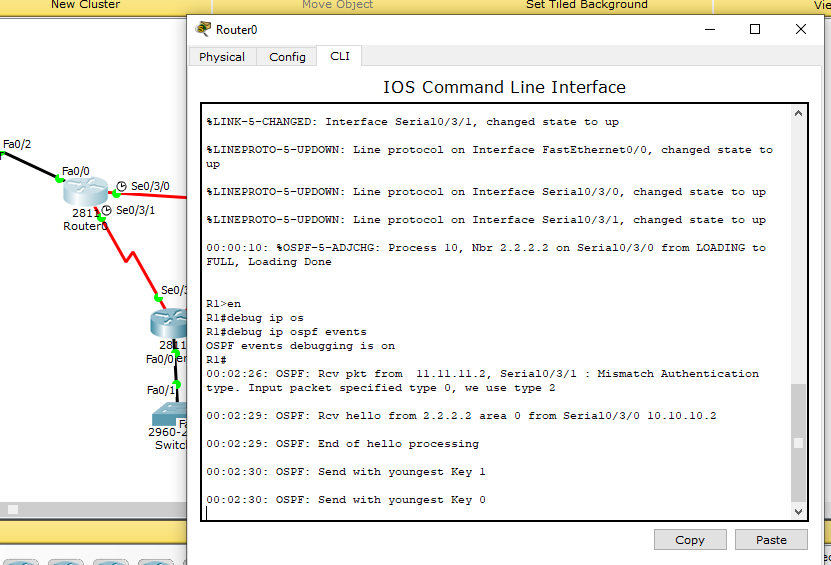 New Cluster
Move Object
Set Tiled Background
Router0
Physical
Config
CLI
IOS Command Line Interface
%LINK-5-CHANGED: Interface Serial0/3/1, changed state to up
%LINEPROTO-5-UPDOWN: Line protocol on Interface FastEthernet0/0, changed state to
up
%LINEPROTO-5-UPDOWN: Line protocol on Interface Serial0/3/0, changed state to up
%LINEPROTO-5-UPDOWN: Line protocol on Interface Serial0/3/1, changed state to up
00:00:10: %OSPF-5-ADJCHG: Process 10, Nbr 2.2.2.2 on Serial0/3/0 from LOADING to
FULL, Loading Done
R1>en
R1#debug ip os
R1#debug ip ospf events
OSPF events debugging is on
R1#
00:02:26: OSPF: Rcv pkt from  11.11.11.2, Serial0/3/1 : Mismatch Authentication
type. Input packet specified type 0, we use type 2
00:02:29: OSPF: Rcv hello from 2.2.2.2 area 0 from Serial0/3/0 10.10.10.2
00:02:29: OSPF: End of hello processing
00:02:30: OSPF: Send with youngest Key 1
00:02:30: OSPF: Send with youngest Key 0
Copy
Paste
Fa0/2
Fa0/0
Se0/3/0
2811
Se0/3/1
Router0
Se0/3
2811
Fa0/0
Fa0/1
2960-2
Switc